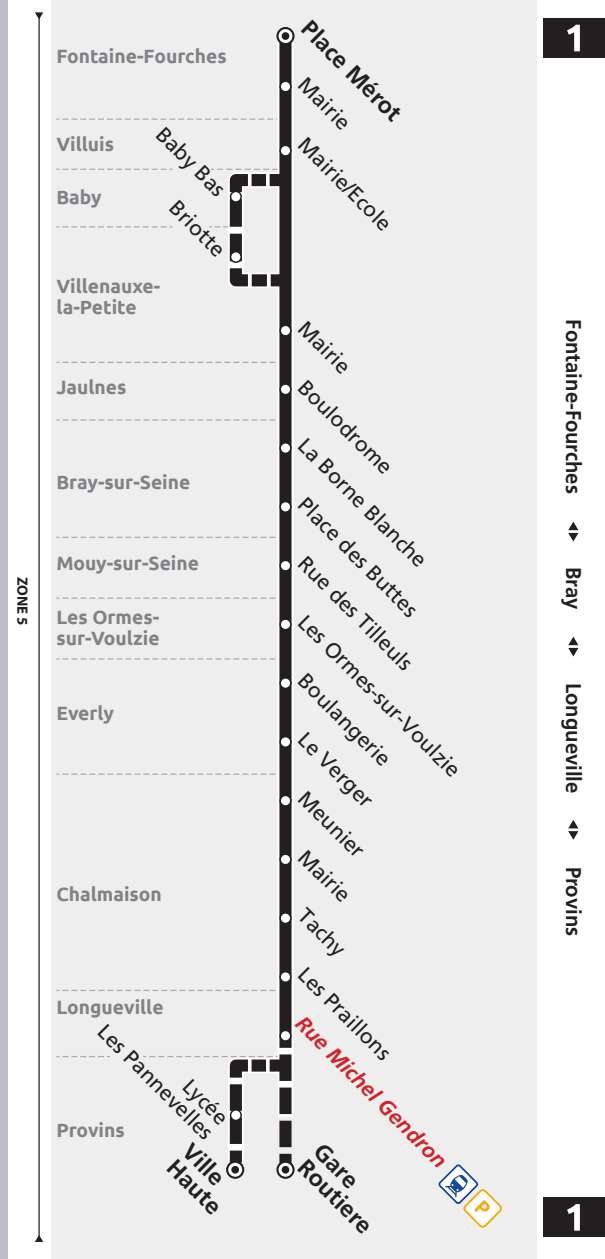 1
Fontaine-Fourches
Bray
Longueville
Provins
1
ZONE 5
Fontaine-Fourches
Place Mérot
Mairie
Villuis
Mairie/Ecole
Baby
Baby Bas
Villenauxe-
la-Petite
Briotte
Mairie
Jaulnes
Boulodrome
Bray-sur-Seine
La Borne Blanche
Place des Buttes
Mouy-sur-Seine
Rue des Tilleuls
Les Ormes-
sur-Voulzie
Les Ormes-sur-Voulzie
Everly
Boulangerie
Le Verger
Chalmaison
Meunier
Mairie
Tachy
Les Praillons
Longueville
Rue Michel Gendron
P
Provins
Lycée
Les Pannevelles
Ville
Haute
Gare
Routiere